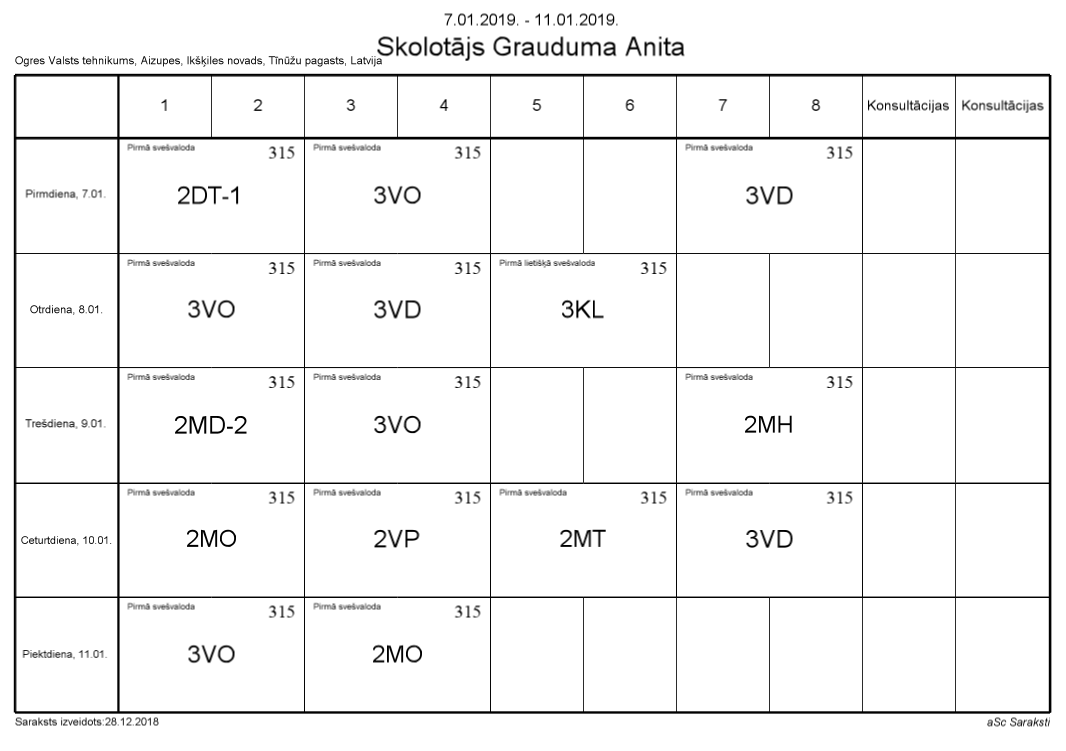 7.01.2019. - 11.01.2019.
Skolotājs Grauduma Anita
Ogres Valsts tehnikums, Aizupes, Ikšķiles novads, Tīnūžu pagasts, Latvija
1 2 3 4 5 6 7 8 Konsultācijas Konsultācijas
Pirmā svešvaloda 315 Pirmā svešvaloda 315 Pirmā svešvaloda 315
Pirmdiena, 7.01. 2DT-1 3VO 3VD
Pirmā svešvaloda 315 Pirmā svešvaloda 315 Pirmā lietišķā svešvaloda 315
Otrdiena, 8.01. 3VO 3VD 3KL
Pirmā svešvaloda 315 Pirmā svešvaloda 315 Pirmā svešvaloda 315
Trešdiena, 9.01. 2MD-2 3VO 2MH
Pirmā svešvaloda 315 Pirmā svešvaloda 315 Pirmā svešvaloda 315 Pirmā svešvaloda 315
Ceturtdiena, 10.01. 2MO 2VP 2MT 3VD
Pirmā svešvaloda 315 Pirmā svešvaloda 315
Piektdiena, 11.01. 3VO 2MO
Saraksts izveidots:28.12.2018 aSc Saraksti